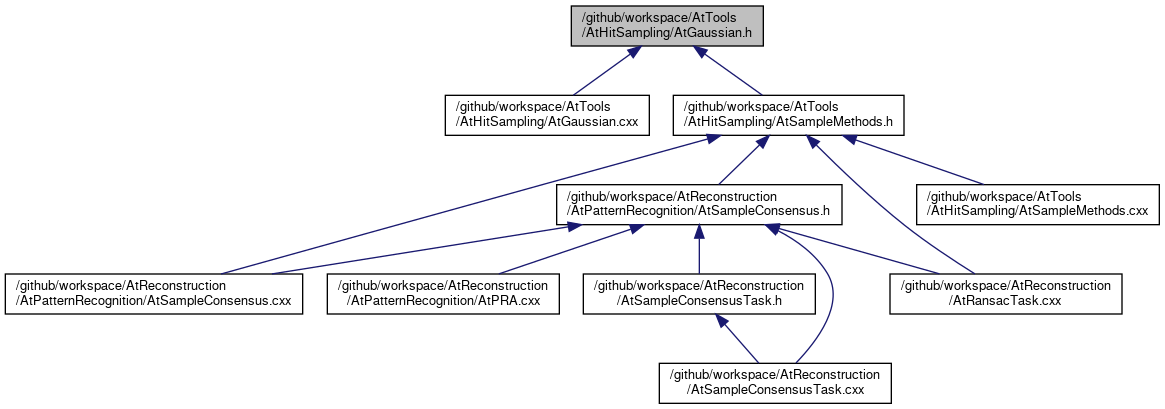 /github/workspace/AtTools
/AtHitSampling/AtGaussian.h
/github/workspace/AtTools
/AtHitSampling/AtGaussian.cxx
/github/workspace/AtTools
/AtHitSampling/AtSampleMethods.h
/github/workspace/AtReconstruction
/AtPatternRecognition/AtSampleConsensus.h
/github/workspace/AtTools
/AtHitSampling/AtSampleMethods.cxx
/github/workspace/AtReconstruction
/AtPatternRecognition/AtSampleConsensus.cxx
/github/workspace/AtReconstruction
/AtPatternRecognition/AtPRA.cxx
/github/workspace/AtReconstruction
/AtSampleConsensusTask.h
/github/workspace/AtReconstruction
/AtRansacTask.cxx
/github/workspace/AtReconstruction
/AtSampleConsensusTask.cxx